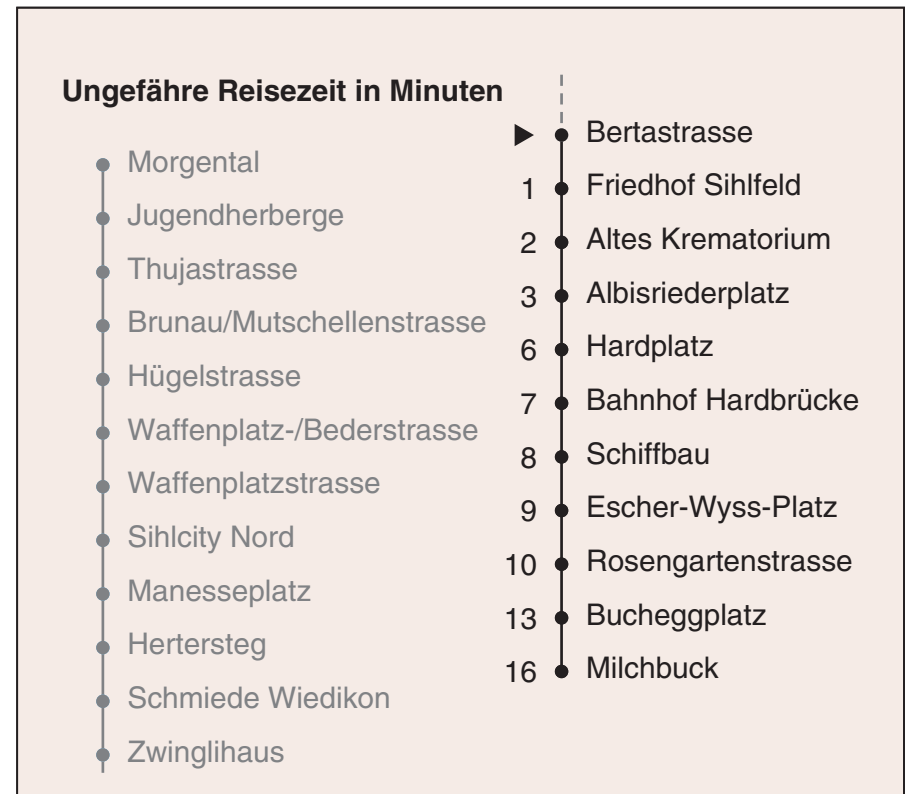 Ungefähre Reisezeit in Minuten
Morgental
Jugendherberge
Thujastrasse
Brunau/Mutschellenstrasse
Hügelstrasse
Waffenplatz-/Bederstrasse
Waffenplatzstrasse
Sihlcity Nord
Manesseplatz
Hertersteg
Schmiede Wiedikon
Zwinglihaus
Bertastrasse
1 Friedhof Sihlfeld
2 Altes Krematorium
3 Albisriederplatz
6 Hardplatz
7 Bahnhof Hardbrücke
8 Schiffbau
9 Escher-Wyss-Platz
10 Rosengartenstrasse
13 Bucheggplatz
16 Milchbuck